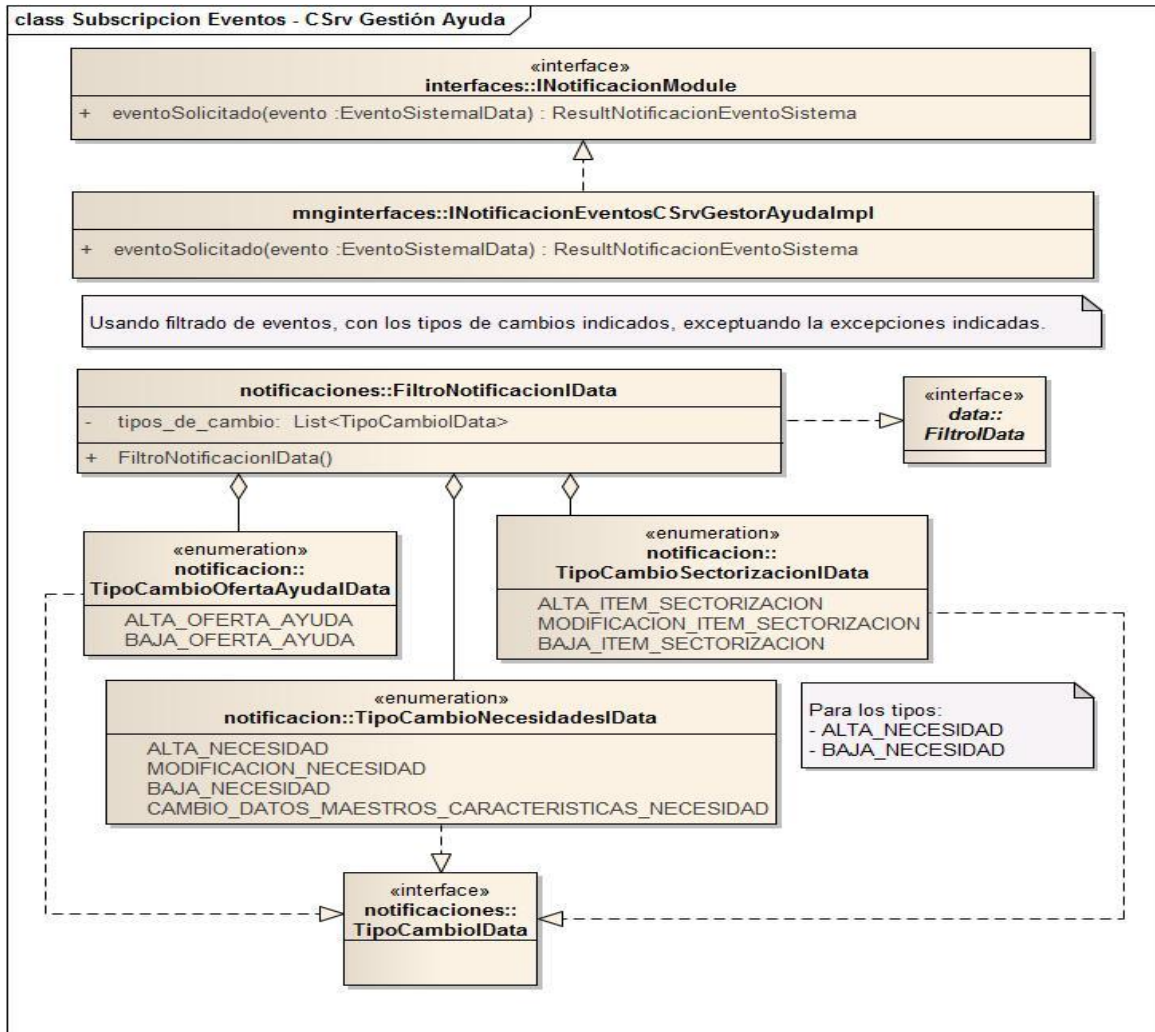 class Subscripcion Eventos - CSrv Gestión Ayuda
«interface»
interfaces::INotificacionModule
+ eventoSolicitado(evento :EventoSistemaIData) : ResultNotificacionEventoSistema
mnginterfaces::INotificacionEventosCSrvGestorAyudaImpl
+ eventoSolicitado(evento :EventoSistemaIData) : ResultNotificacionEventoSistema
Usando filtrado de eventos, con los tipos de cambios indicados, exceptuando la excepciones indicadas.
notificaciones::FiltroNotificacionIData
- tipos_de_cambio: List<TipoCambioIData>
+ FiltroNotificacionIData()
«interface»
data::
FiltroIData
«enumeration»
notificacion::
TipoCambioOfertaAyudaIData
ALTA_OFERTA_AYUDA
BAJA_OFERTA_AYUDA
«enumeration»
notificacion::
TipoCambioSectorizacionIData
ALTA_ITEM_SECTORIZACION
MODIFICACION_ITEM_SECTORIZACION
BAJA_ITEM_SECTORIZACION
«enumeration»
notificacion::TipoCambioNecesidadesIData
ALTA_NECESIDAD
MODIFICACION_NECESIDAD
BAJA_NECESIDAD
CAMBIO_DATOS_MAESTROS_CARACTERISTICAS_NECESIDAD
Para los tipos:
- ALTA_NECESIDAD
- BAJA_NECESIDAD
«interface»
notificaciones::
TipoCambioIData